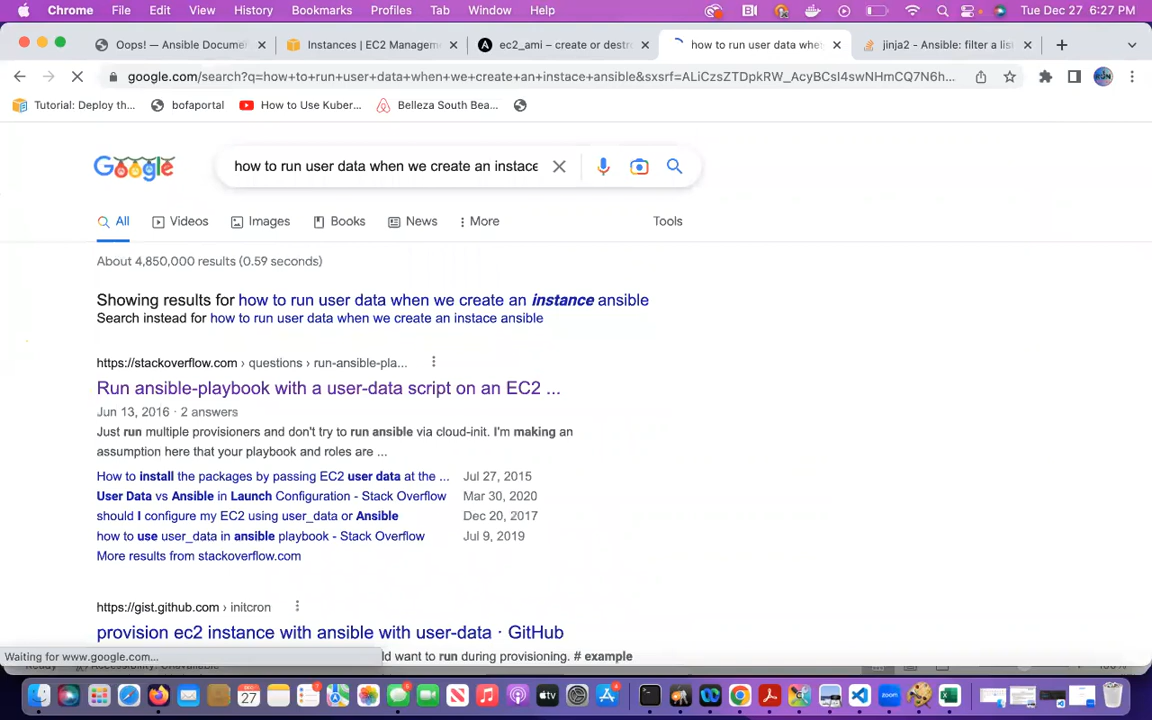 Chrome File Edit View History Bookmarks Profiles Tab Window Help Tue Dec 27 6:27 PM
Oops! — Ansible Docume Instances | EC2 Managem ec2_ami – create or dest how to run user data whe jinja2 - Ansible: filter a lis
google.com/search?q=how+to+run+user+data+when+we+create+an+instace+ansible&sxsrf=ALiCzsZTDpkRW_AcyBCsI4swNHmCQ7N6h...
Tutorial: Deploy th... bofaportal How to Use Kuber... Belleza South Bea...
Google how to run user data when we create an instace
All Videos Images Books News More Tools
About 4,850,000 results (0.59 seconds)
Showing results for how to run user data when we create an instance ansible
Search instead for how to run user data when we create an instace ansible
https://stackoverflow.com › questions › run-ansible-pla...
Run ansible-playbook with a user-data script on an EC2 ...
Jun 13, 2016 · 2 answers
Just run multiple provisioners and don't try to run ansible via cloud-init. I'm making an
assumption here that your playbook and roles are ...
How to install the packages by passing EC2 user data at the ... Jul 27, 2015
User Data vs Ansible in Launch Configuration - Stack Overflow Mar 30, 2020
should I configure my EC2 using user_data or Ansible Dec 20, 2017
how to use user_data in ansible playbook - Stack Overflow Jul 9, 2019
More results from stackoverflow.com
https://gist.github.com › initcron
provision ec2 instance with ansible with user-data · GitHub
ld want to run during provisioning. # example
Waiting for www.google.com...